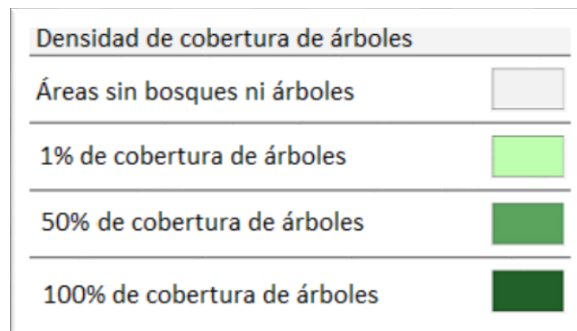 Densidad de cobertura de árboles
Áreas sin bosques ni árboles
1% de cobertura de árboles
50% de cobertura de árboles
100% de cobertura de árboles